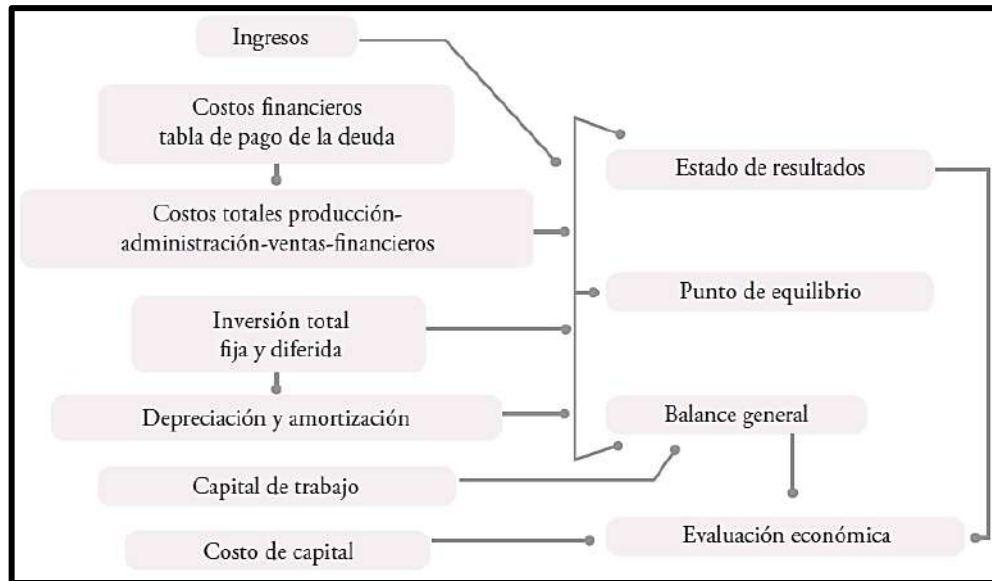 Ingresos
Costos financieros
tabla de pago de la deuda
Costos totales producción-
administración-ventas-financieros
Inversión total
fija y diferida
Depreciación y amortización
Capital de trabajo
Costo de capital
Estado de resultados
Punto de equilibrio
Balance general
Evaluación económica